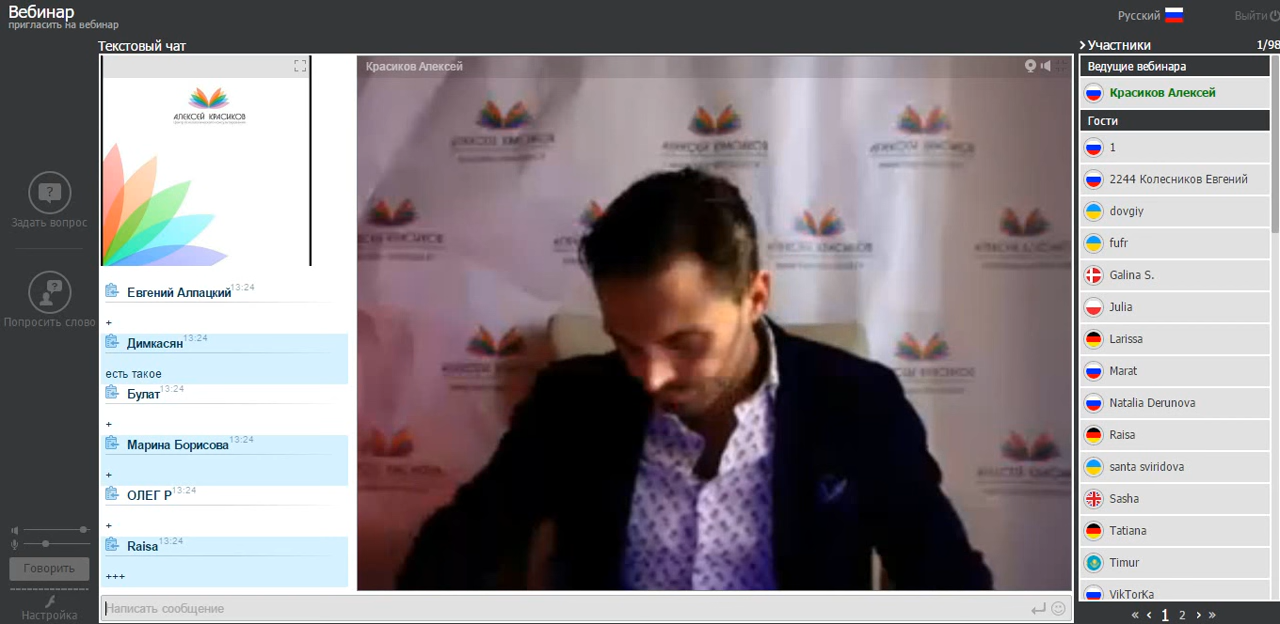 Вебинар
пригласить на вебинар
Русский
Выйти
Текстовый чат
Участники
1/98
АЛЕКСЕЙ КРАСИКОВ
Красиков Алексей
Ведущие вебинара
Красиков Алексей
Гости
1
2244 Колесников Евгений
dovgiy
fufr
Galina S.
Julia
Larissa
Marat
Natalia Derunova
Raisa
santa sviridova
Sasha
Tatiana
Timur
VikTorKa
« ‹ 1 2 › »
Задать вопрос
Попросить слово
Говорить
Настройка
Евгений Алпацкий 13:24
+
Димкасян 13:24
есть такое
Булат 13:24
+
Марина Борисова 13:24
+
ОЛЕГ Р 13:24
+
Raisa 13:24
+++
Написать сообщение